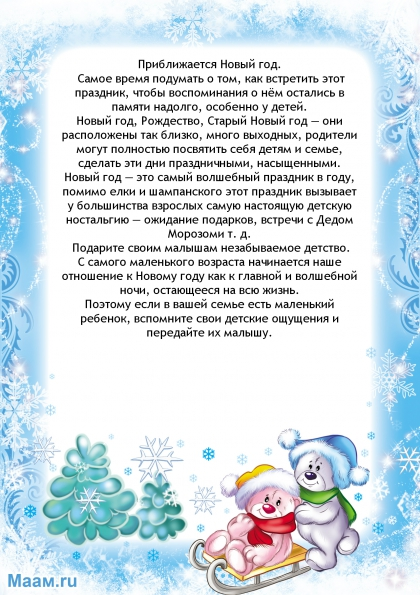 Приближается Новый год.
Самое время подумать о том, как встретить этот
праздник, чтобы воспоминания о нём остались в
памяти надолго, особенно у детей.
Новый год, Рождество, Старый Новый год — они
расположены так близко, много выходных, родители
могут полностью посвятить себя детям и семье,
сделать эти дни праздничными, насыщенными.
Новый год — это самый волшебный праздник в году,
помимо елки и шампанского этот праздник вызывает
у большинства взрослых самую настоящую детскую
ностальгию — ожидание подарков, встречи с Дедом
Морозоми т. д.
Подарите своим малышам незабываемое детство.
С самого маленького возраста начинается наше
отношение к Новому году как к главной и волшебной
ночи, остающееся на всю жизнь.
Поэтому если в вашей семье есть маленький
ребенок, вспомните свои детские ощущения и
передайте их малышу.
Maam.ru